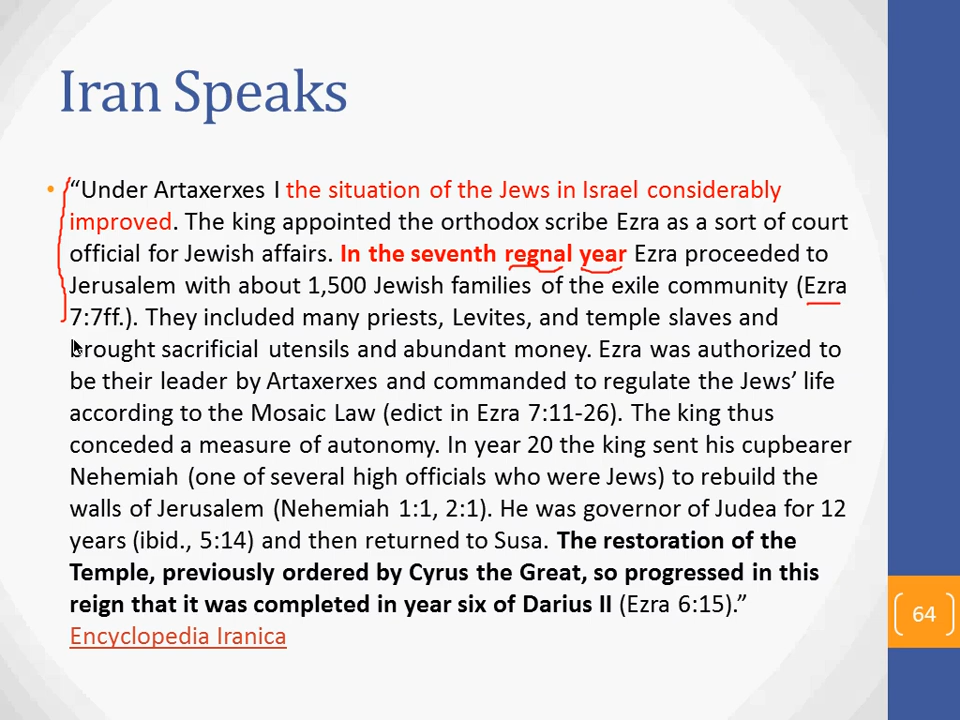 Iran Speaks
• “Under Artaxerxes I the situation of the Jews in Israel considerably
improved. The king appointed the orthodox scribe Ezra as a sort of court
official for Jewish affairs. In the seventh regnal year Ezra proceeded to
Jerusalem with about 1,500 Jewish families of the exile community (Ezra
7:7ff.). They included many priests, Levites, and temple slaves and
brought sacrificial utensils and abundant money. Ezra was authorized to
be their leader by Artaxerxes and commanded to regulate the Jews’ life
according to the Mosaic Law (edict in Ezra 7:11-26). The king thus
conceded a measure of autonomy. In year 20 the king sent his cupbearer
Nehemiah (one of several high officials who were Jews) to rebuild the
walls of Jerusalem (Nehemiah 1:1, 2:1). He was governor of Judea for 12
years (ibid., 5:14) and then returned to Susa. The restoration of the
Temple, previously ordered by Cyrus the Great, so progressed in this
reign that it was completed in year six of Darius II (Ezra 6:15).”
Encyclopedia Iranica
64